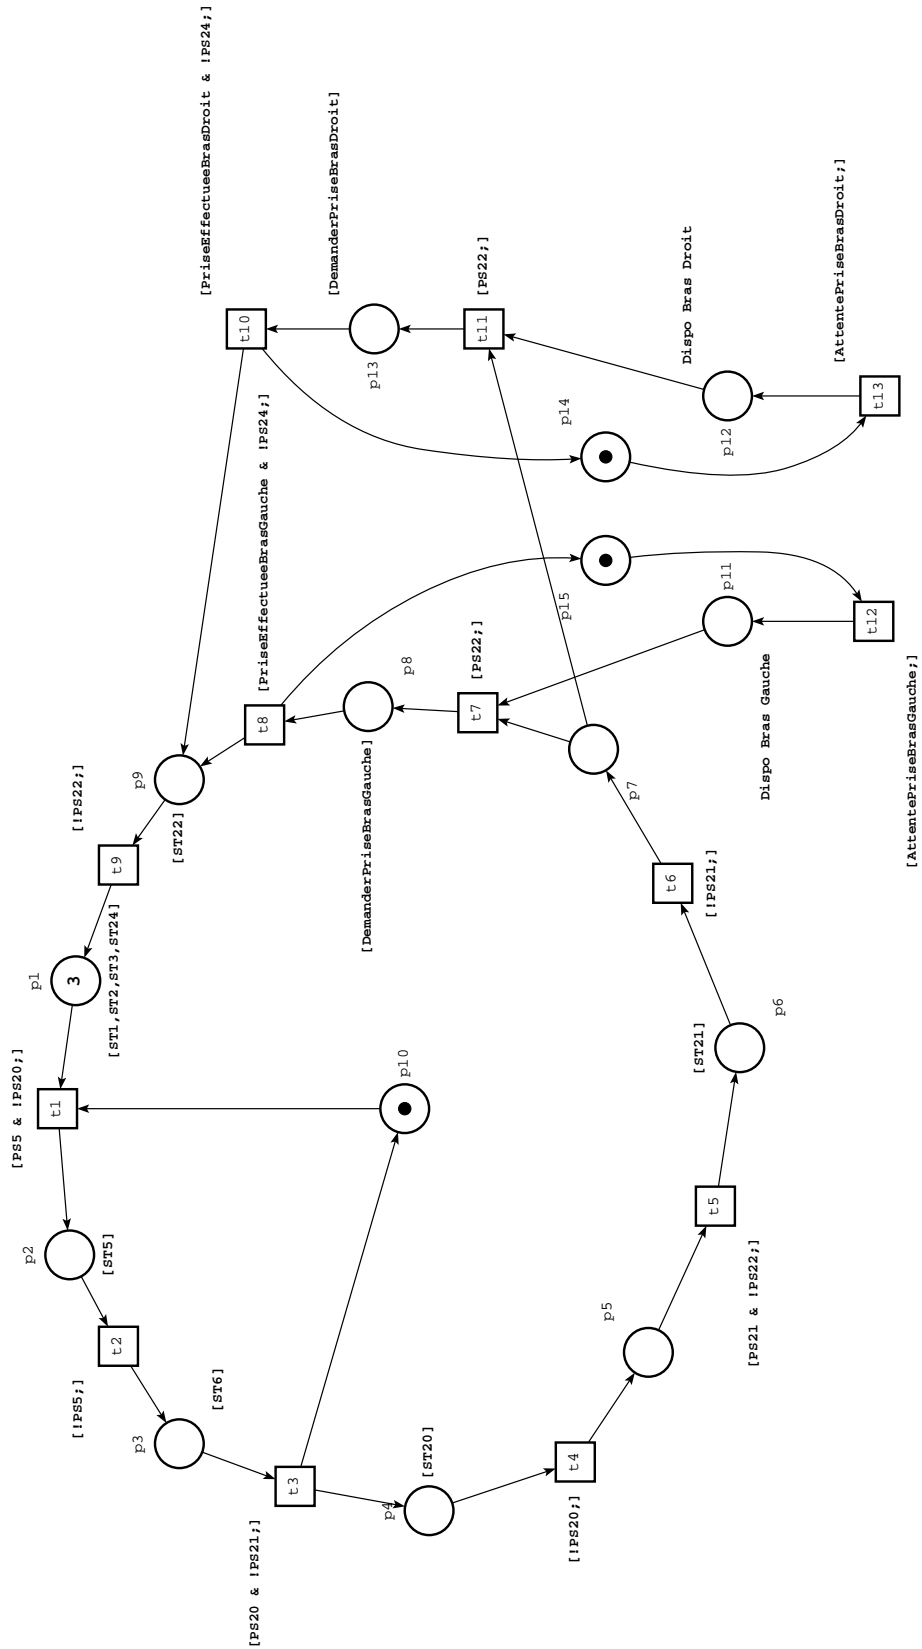 [PriseEffectueeBrasDroit & !PS24;]
t10
[DemanderPriseBrasDroit]
p13
[PS22;]
t11
Dispo Bras Droit
p12
[AttentePriseBrasDroit;]
t13
p14
[PriseEffectueeBrasGauche & !PS24;]
t8
p8
[DemanderPriseBrasGauche]
[PS22;]
t7
p15
p11
t12
Dispo Bras Gauche
[AttentePriseBrasGauche;]
p7
p9
[ST22]
[!PS22;]
t9
t6
[!PS21;]
p1
3
[ST1,ST2,ST3,ST24]
[PS5 & !PS20;]
t1
p10
[ST21]
p6
p2
[ST5]
t5
[PS21 & !PS22;]
t2
[!PS5;]
p5
p3
[ST6]
t3
[PS20 & !PS21;]
p4
[ST20]
t4
[!PS20;]